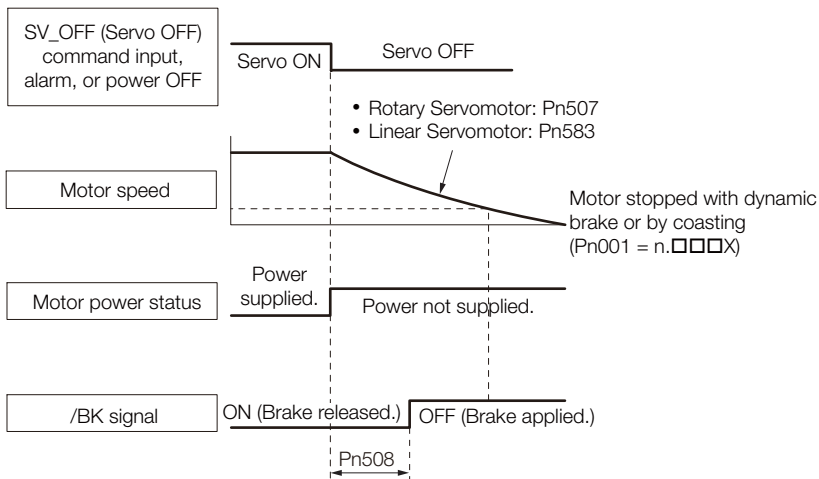 SV_OFF (Servo OFF)
command input,
alarm, or power OFF
Servo ON
Servo OFF
• Rotary Servomotor: Pn507
• Linear Servomotor: Pn583
Motor speed
Motor stopped with dynamic
brake or by coasting
(Pn001 = n.□□□X)
Motor power status
Power
supplied.
Power not supplied.
/BK signal
ON (Brake released.)
OFF (Brake applied.)
Pn508